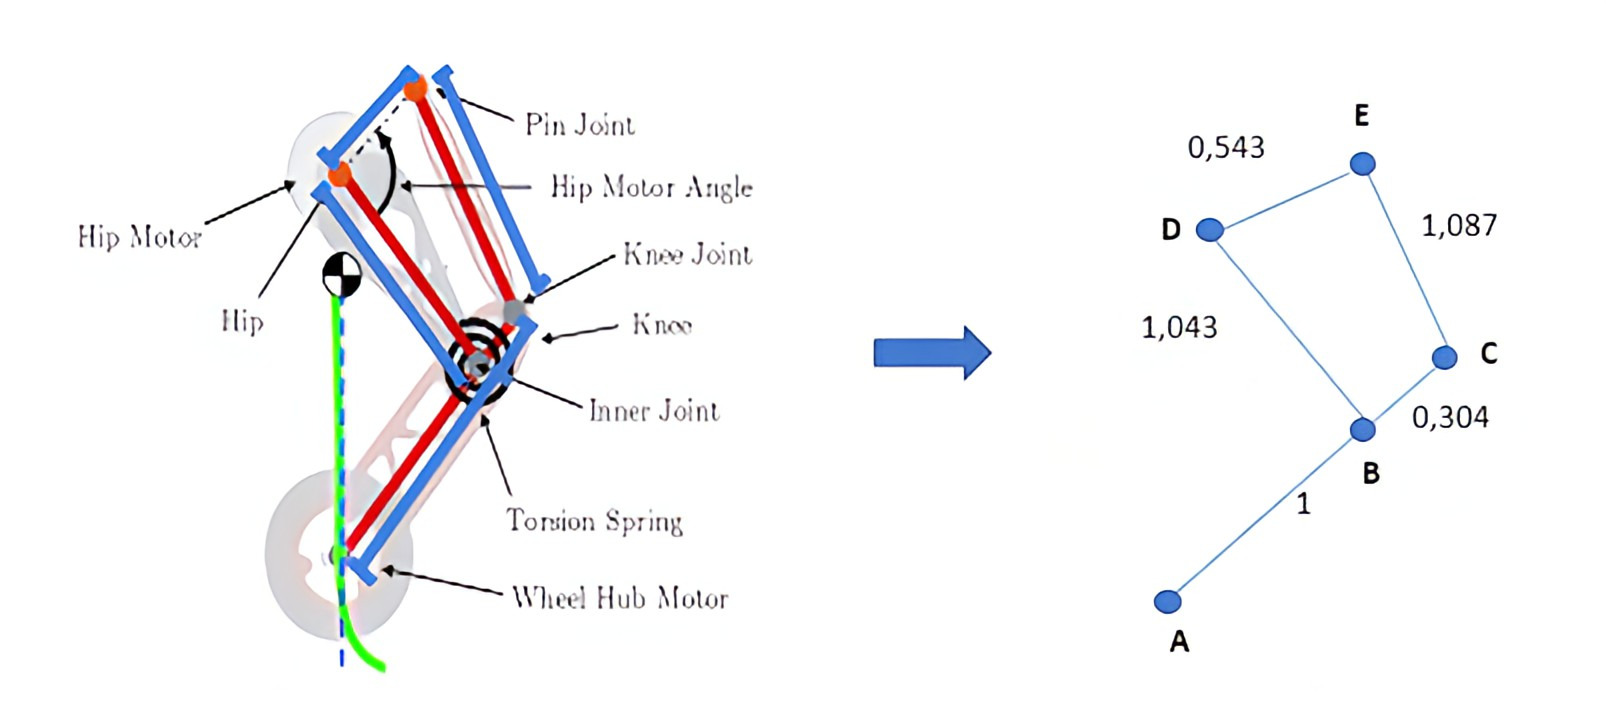 Pin Joint
Hip Motor Angle
Hip Motor
Knee Joint
Hip
Knee
Inner Joint
Torsion Spring
Wheel Hub Motor
E
0,543
D
1,087
1,043
C
0,304
B
1
A